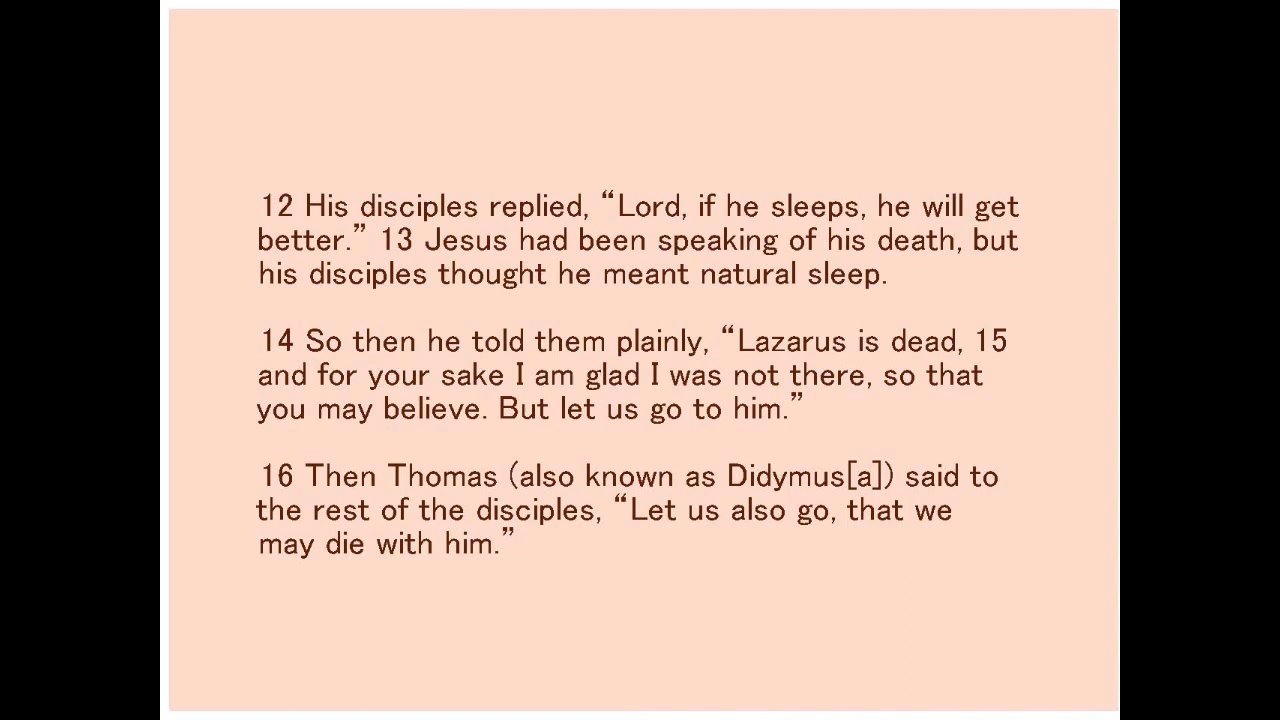 12 His disciples replied, “Lord, if he sleeps, he will get
better.” 13 Jesus had been speaking of his death, but
his disciples thought he meant natural sleep.
14 So then he told them plainly, “Lazarus is dead, 15
and for your sake I am glad I was not there, so that
you may believe. But let us go to him.”
16 Then Thomas (also known as Didymus[a]) said to
the rest of the disciples, “Let us also go, that we
may die with him.”